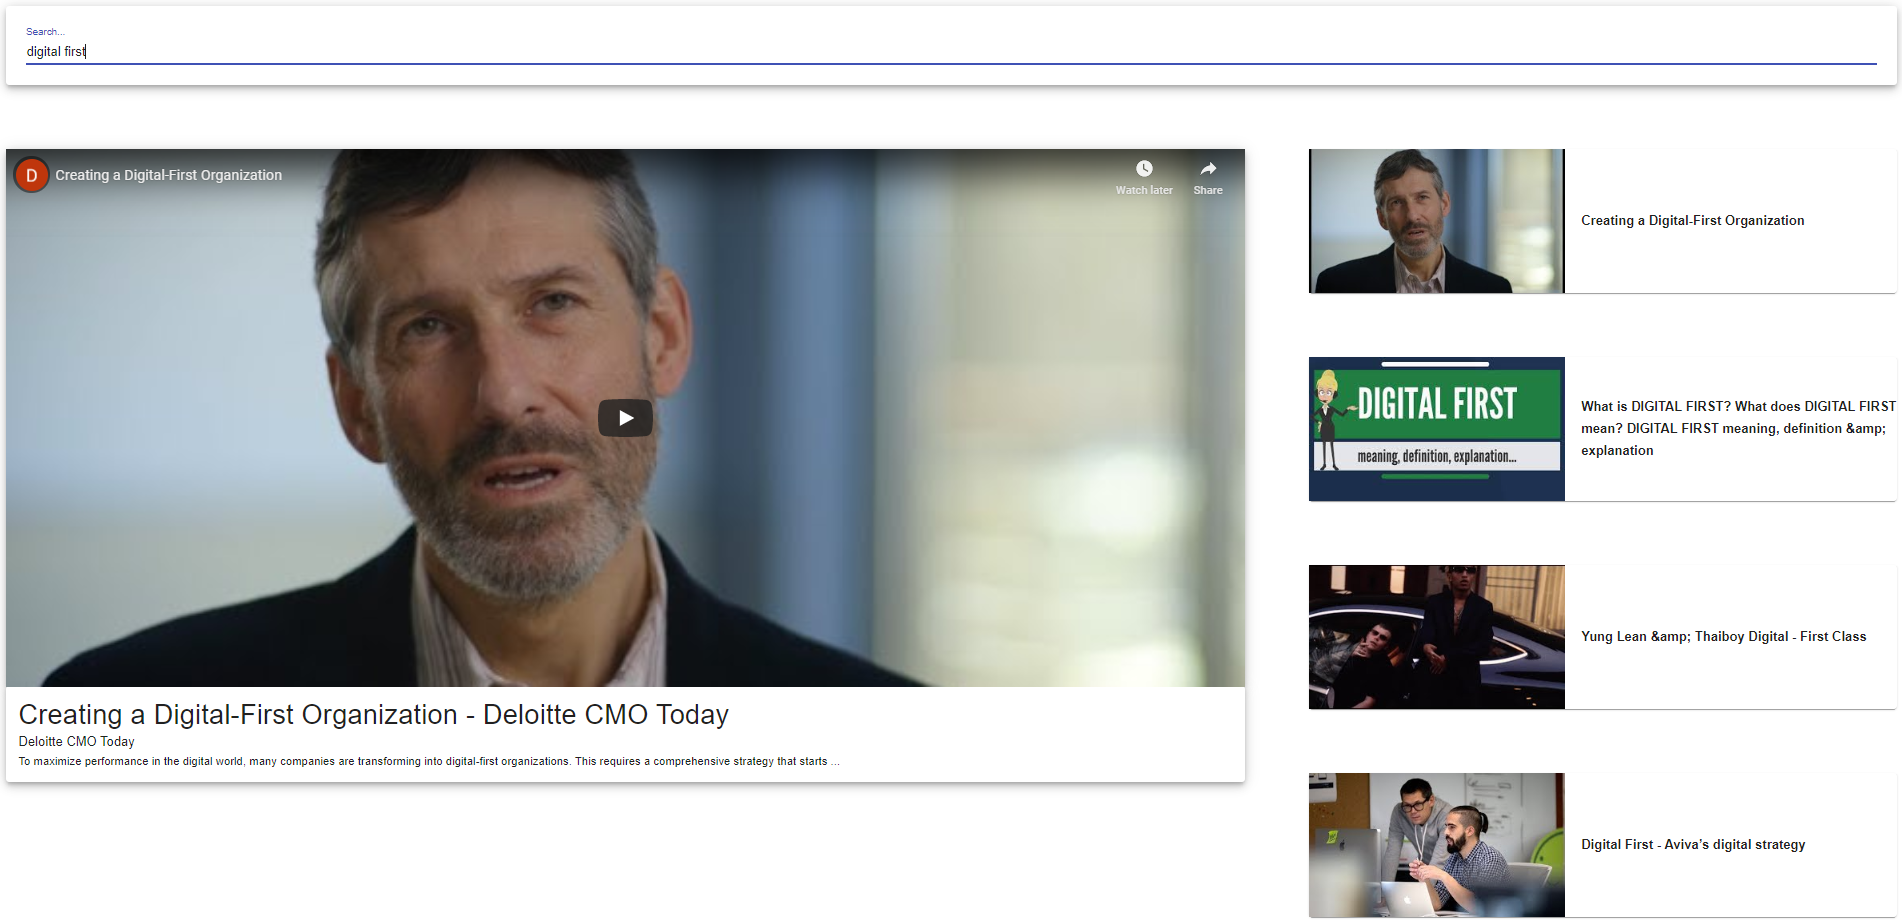 Search...
digital first
D
Creating a Digital-First Organization
Watch later
Share
Creating a Digital-First Organization - Deloitte CMO Today
Deloitte CMO Today
To maximize performance in the digital world, many companies are transforming into digital-first organizations. This requires a comprehensive strategy that starts ...
Creating a Digital-First Organization
DIGITAL FIRST
meaning, definition, explanation...
What is DIGITAL FIRST? What does DIGITAL FIRST
mean? DIGITAL FIRST meaning, definition &amp;
explanation
Yung Lean &amp; Thaiboy Digital - First Class
Digital First - Aviva’s digital strategy